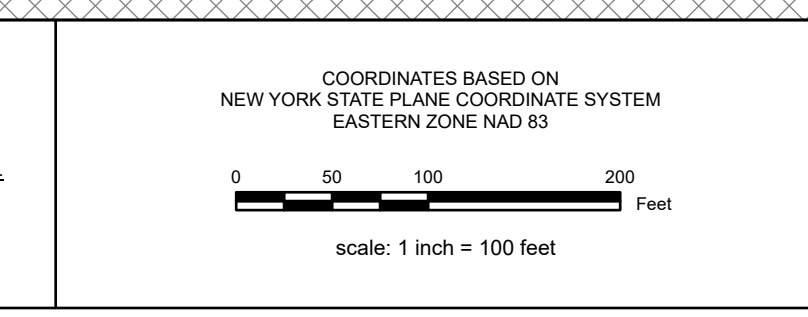 COORDINATES BASED ON
NEW YORK STATE PLANE COORDINATE SYSTEM
EASTERN ZONE NAD 83
0 50 100 200
Feet
scale: 1 inch = 100 feet